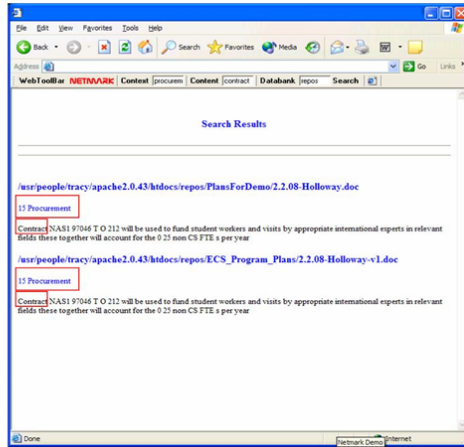 File Edit View Favorites Tools Help
Back Search Favorites Media
Address Go Links
WebToolBar NETMARK Context procurem Content contract Databank repos Search
Search Results
/usr/people/tracy/apache2.0.43/htdocs/repos/PlansForDemo/2.2.08-Holloway.doc
15 Procurement
Contract NAS1 97046 T O 212 will be used to fund student workers and visits by appropriate international experts in relevant
fields these together will account for the 0 25 non CS FTE s per year
/usr/people/tracy/apache2.0.43/htdocs/repos/ECS_Program_Plans/2.2.08-Holloway-v1.doc
15 Procurement
Contract NAS1 97046 T O 212 will be used to fund student workers and visits by appropriate international experts in relevant
fields these together will account for the 0 25 non CS FTE s per year
Done Netmark Demo Internet